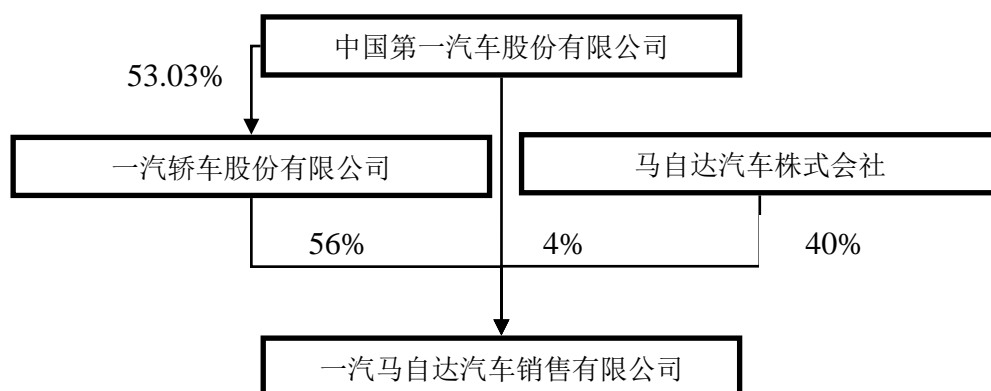 中国第一汽车股份有限公司
53.03%
一汽轿车股份有限公司
马自达汽车株式会社
56%
4%
40%
一汽马自达汽车销售有限公司